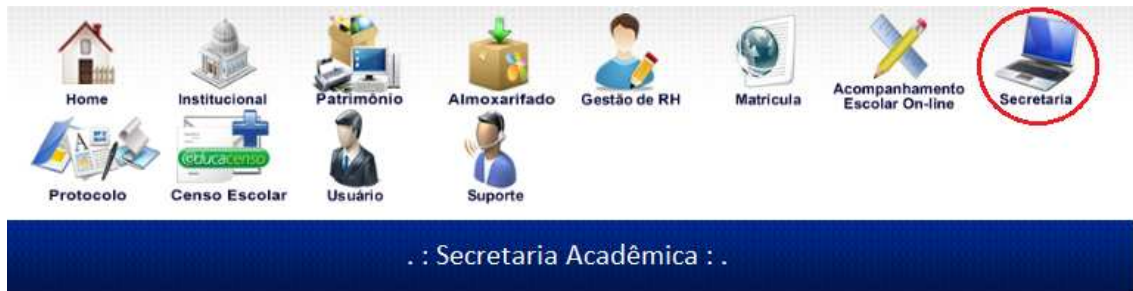 Home
Institucional
Patrimônio
Almoxarifado
Gestão de RH
Matrícula
Acompanhamento
Escolar On-line
Secretaria
Protocolo
A
educacenso
Censo Escolar
Usuário
Suporte
. : Secretaria Acadêmica : .